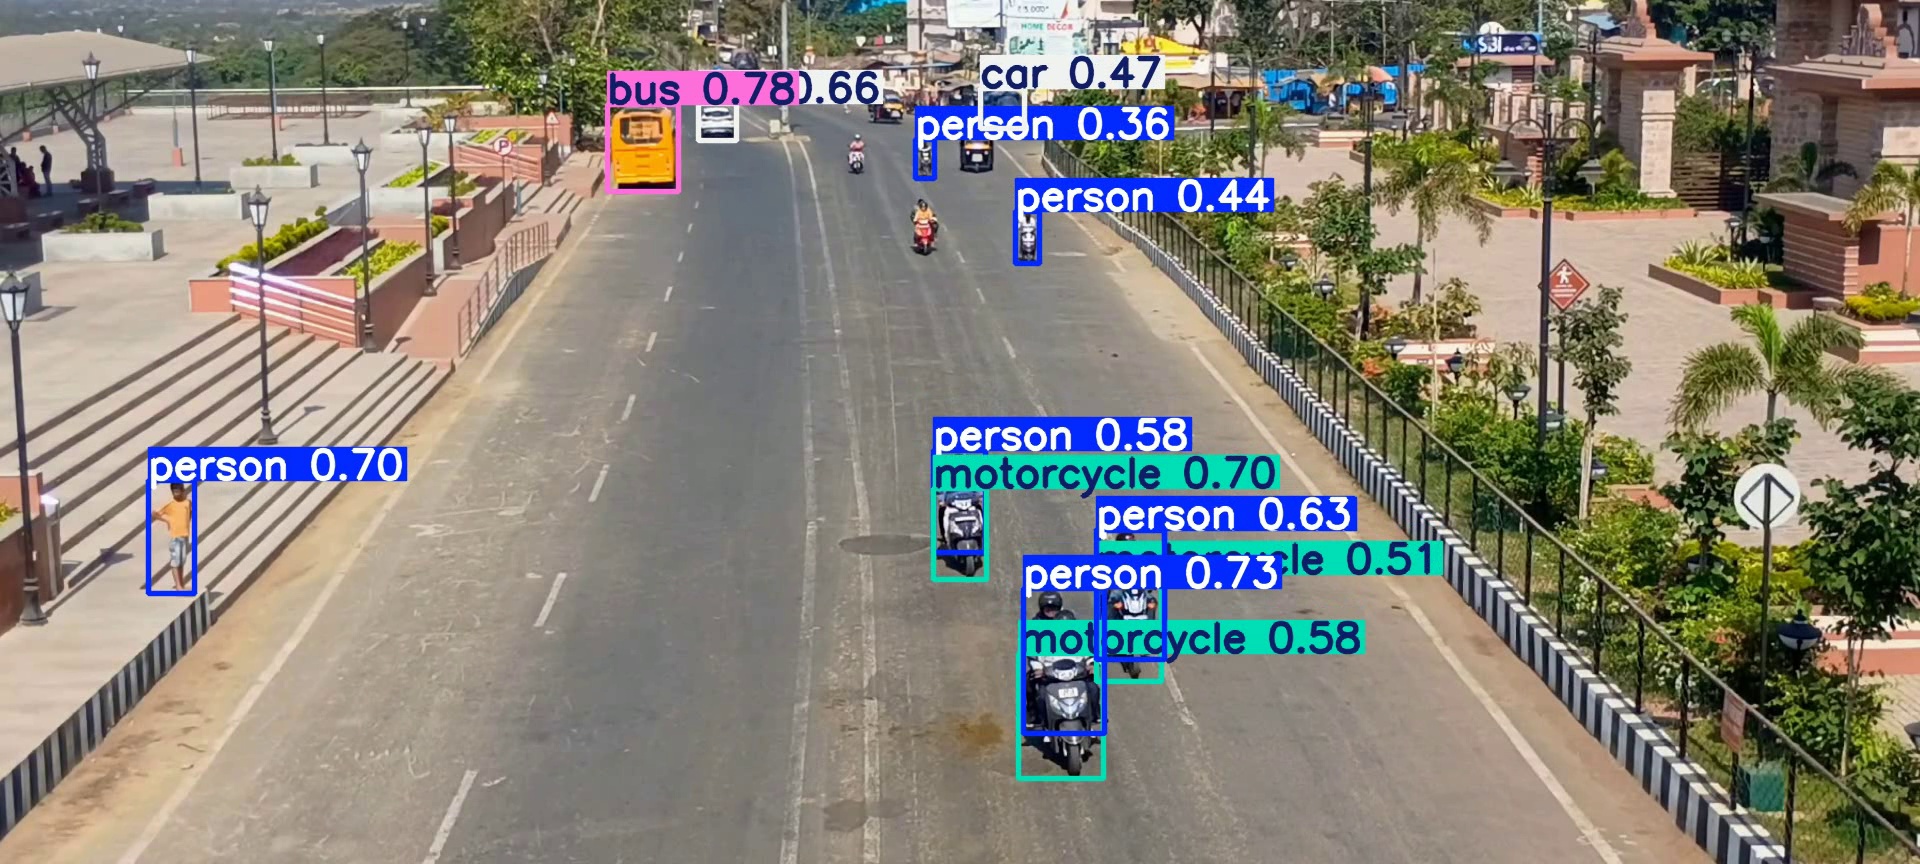 HOME DECOR
bus 0.78
0.66
car 0.47
SBI
person 0.36
P
person 0.44
person 0.58
person 0.70
motorcycle 0.70
person 0.63
0.51
person 0.73
motorcycle 0.58